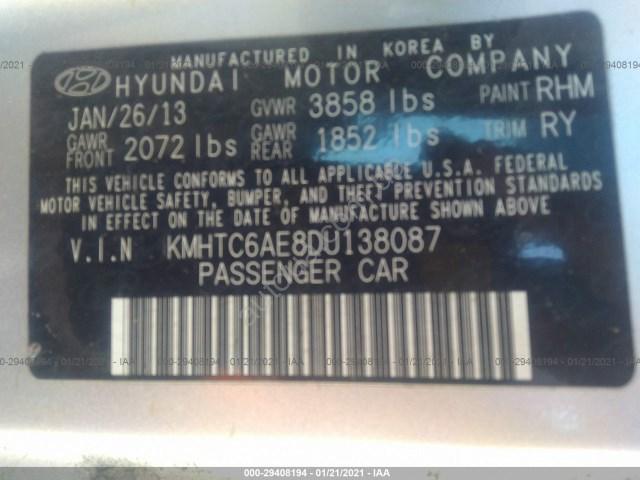 MANUFACTURED IN KOREA BY
HYUNDAI MOTOR COMPANY
JAN/26/13 GVWR 3858 lbs PAINT RHM
GAWR FRONT 2072 lbs GAWR REAR 1852 lbs TRIM RY
THIS VEHICLE CONFORMS TO ALL APPLICABLE U.S.A. FEDERAL
MOTOR VEHICLE SAFETY, BUMPER, AND THEFT PREVENTION STANDARDS
IN EFFECT ON THE DATE OF MANUFACTURE SHOWN ABOVE.
V.I.N KMHTC6AE8DU138087
PASSENGER CAR
000-29408194 - 01/21/2021 - IAA